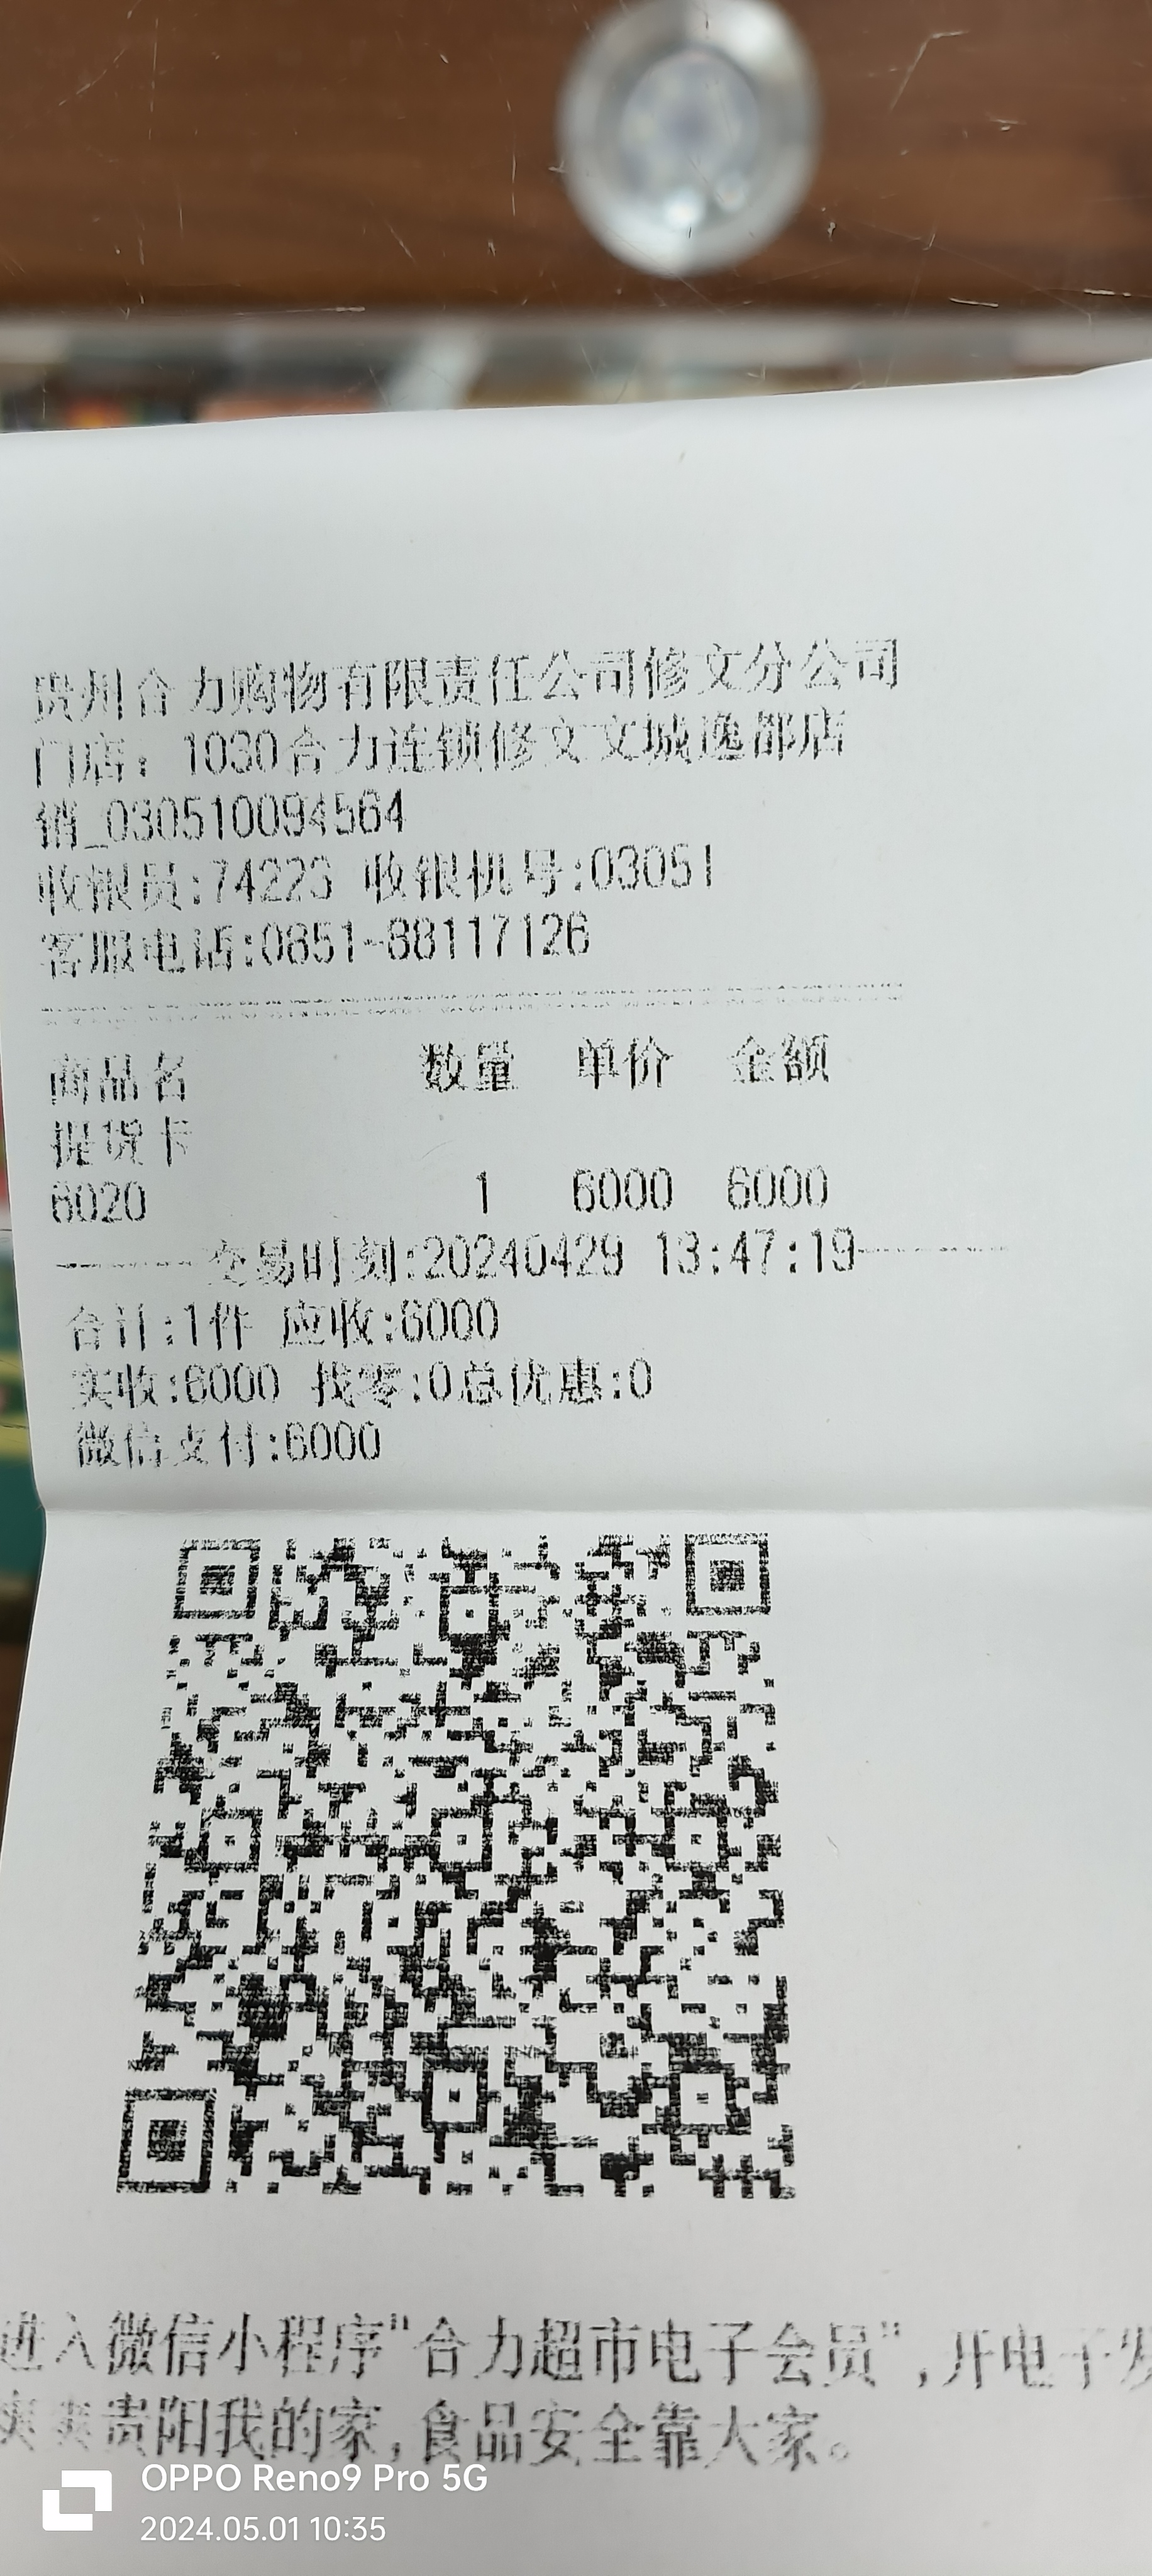 贵州合力购物有限责任公司修文分公司
门店：1030合力连锁修文文城逸都店
销_030510094564
收银员:74223 收银机号:03051
客服电话:0851-88117126
商品名 数量 单价 金额
提货卡
6020 1 6000 6000
交易时刻:20240429 13:47:19
合计:1件 应收:6000
实收:6000 找零:0总优惠:0
微信支付:6000
进入微信小程序"合力超市电子会员",开电子发
爽爽贵阳我的家,食品安全靠大家。
OPPO Reno9 Pro 5G
2024.05.01 10:35